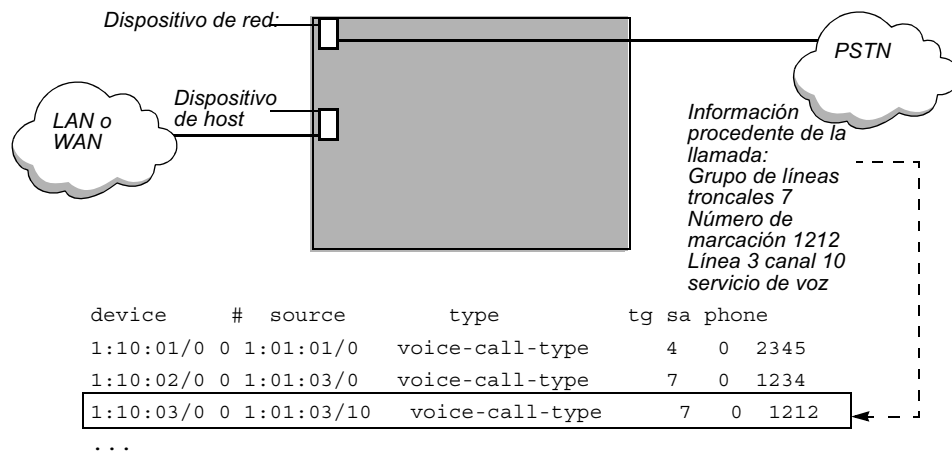 Dispositivo de red:
PSTN
Dispositivo
de host
LAN o
WAN
Información
procedente de la
llamada:
Grupo de líneas
troncales 7
Número de
marcación 1212
Línea 3 canal 10
servicio de voz
device # source type tg sa phone
1:10:01/0 0 1:01:01/0 voice-call-type 4 0 2345
1:10:02/0 0 1:01:03/0 voice-call-type 7 0 1234
1:10:03/0 0 1:01:03/10 voice-call-type 7 0 1212
...